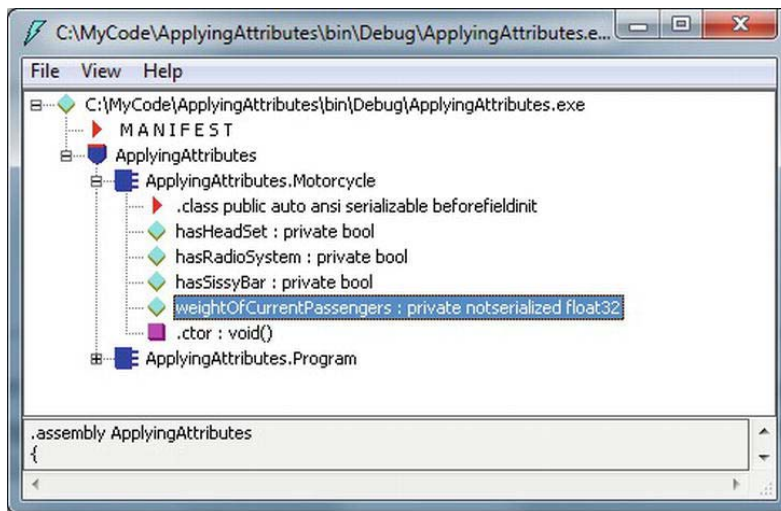 C:\MyCode\ApplyingAttributes\bin\Debug\ApplyingAttributes.e...
File View Help
C:\MyCode\ApplyingAttributes\bin\Debug\ApplyingAttributes.exe
MANIFEST
ApplyingAttributes
ApplyingAttributes.Motorcycle
.class public auto ansi serializable beforefieldinit
hasHeadSet : private bool
hasRadioSystem : private bool
hasSissyBar : private bool
weightOfCurrentPassengers : private notserialized float32
.ctor : void()
ApplyingAttributes.Program
.assembly ApplyingAttributes
{